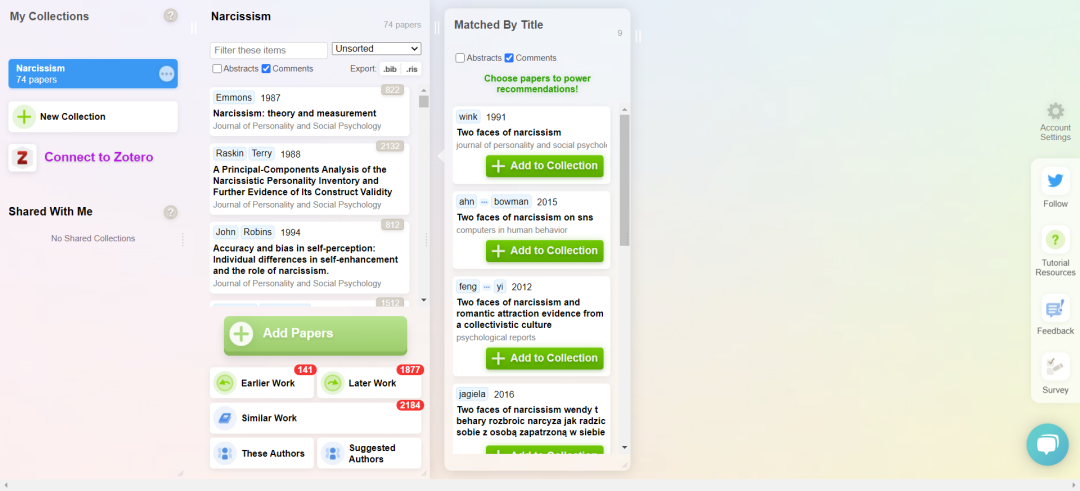 My Collections
?
Narcissism
74 papers
New Collection
Z
Connect to Zotero
Shared With Me
?
No Shared Collections
Narcissism
74 papers
Filter these items
Unsorted
Abstracts
Comments
Export:
.bib
.ris
822
Emmons 1987
Narcissism: theory and measurement
Journal of Personality and Social Psychology
2132
Raskin Terry 1988
A Principal-Components Analysis of the
Narcissistic Personality Inventory and
Further Evidence of Its Construct Validity
Journal of Personality and Social Psychology
812
John Robins 1994
Accuracy and bias in self-perception:
Individual differences in self-enhancement
and the role of narcissism.
Journal of Personality and Social Psychology
1512
Add Papers
141
Earlier Work
1877
Later Work
2184
Similar Work
These Authors
Suggested
Authors
Matched By Title
9
Abstracts
Comments
Choose papers to power
recommendations!
wink 1991
Two faces of narcissism
journal of personality and social psychol
Add to Collection
ahn ··· bowman 2015
Two faces of narcissism on sns
computers in human behavior
Add to Collection
feng ··· yi 2012
Two faces of narcissism and
romantic attraction evidence from
a collectivistic culture
psychological reports
Add to Collection
jagiela 2016
Two faces of narcissism wendy t
behary rozbroic narcyza jak radzic
sobie z osobą zapatrzoną w siebie
Add to Collection
Account
Settings
Follow
?
Tutorial
Resources
Feedback
Survey